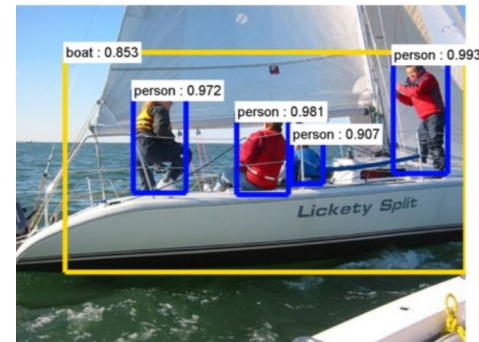 boat : 0.853
person : 0.993
person : 0.972
person : 0.981
person : 0.907
Lickety Split